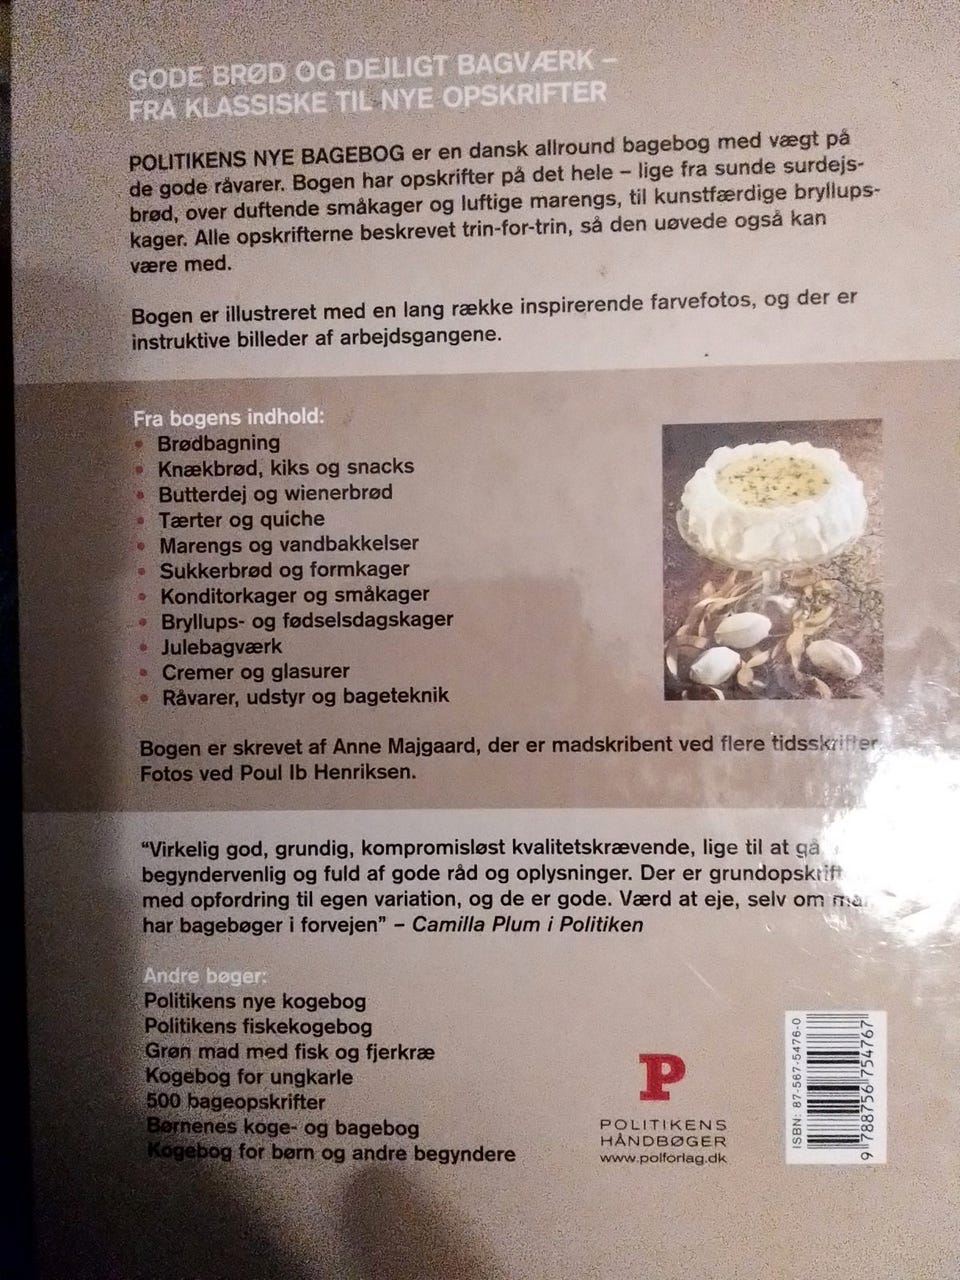 GODE BRØD OG DEJLIGT BAGVÆRK –
FRA KLASSISKE TIL NYE OPSKRIFTER
POLITIKENS NYE BAGEBOG er en dansk allround bagebog med vægt på
de gode råvarer. Bogen har opskrifter på det hele – lige fra sunde surdejs-
brød, over duftende småkager og luftige marengs, til kunstfærdige bryllups-
kager. Alle opskrifterne beskrevet trin-for-trin, så den uøvede også kan
være med.
Bogen er illustreret med en lang række inspirerende farvefotos, og der er
instruktive billeder af arbejdsgangene.
Fra bogens indhold:
• Brødbagning
• Knækbrød, kiks og snacks
• Butterdej og wienerbrød
• Tærter og quiche
• Marengs og vandbakkelser
• Sukkerbrød og formkager
• Konditorkager og småkager
• Bryllups- og fødselsdagskager
• Julebagværk
• Cremer og glasurer
• Råvarer, udstyr og bageteknik
Bogen er skrevet af Anne Majgaard, der er madskribent ved flere tidsskrifter
Fotos ved Poul Ib Henriksen.
“Virkelig god, grundig, kompromisløst kvalitetskrævende, lige til at gå
begyndervenlig og fuld af gode råd og oplysninger. Der er grundopskrift
med opfordring til egen variation, og de er gode. Værd at eje, selv om man
har bagebøger i forvejen” – Camilla Plum i Politiken
Andre bøger:
Politikens nye kogebog
Politikens fiskekogebog
Grøn mad med fisk og fjerkræ
Kogebog for ungkarle
500 bageopskrifter
Børnenes koge- og bagebog
Kogebog for børn og andre begyndere
P
POLITIKENS
HÅNDBØGER
www.polforlag.dk
ISBN: 87-567-5476-0
9 788756 754767